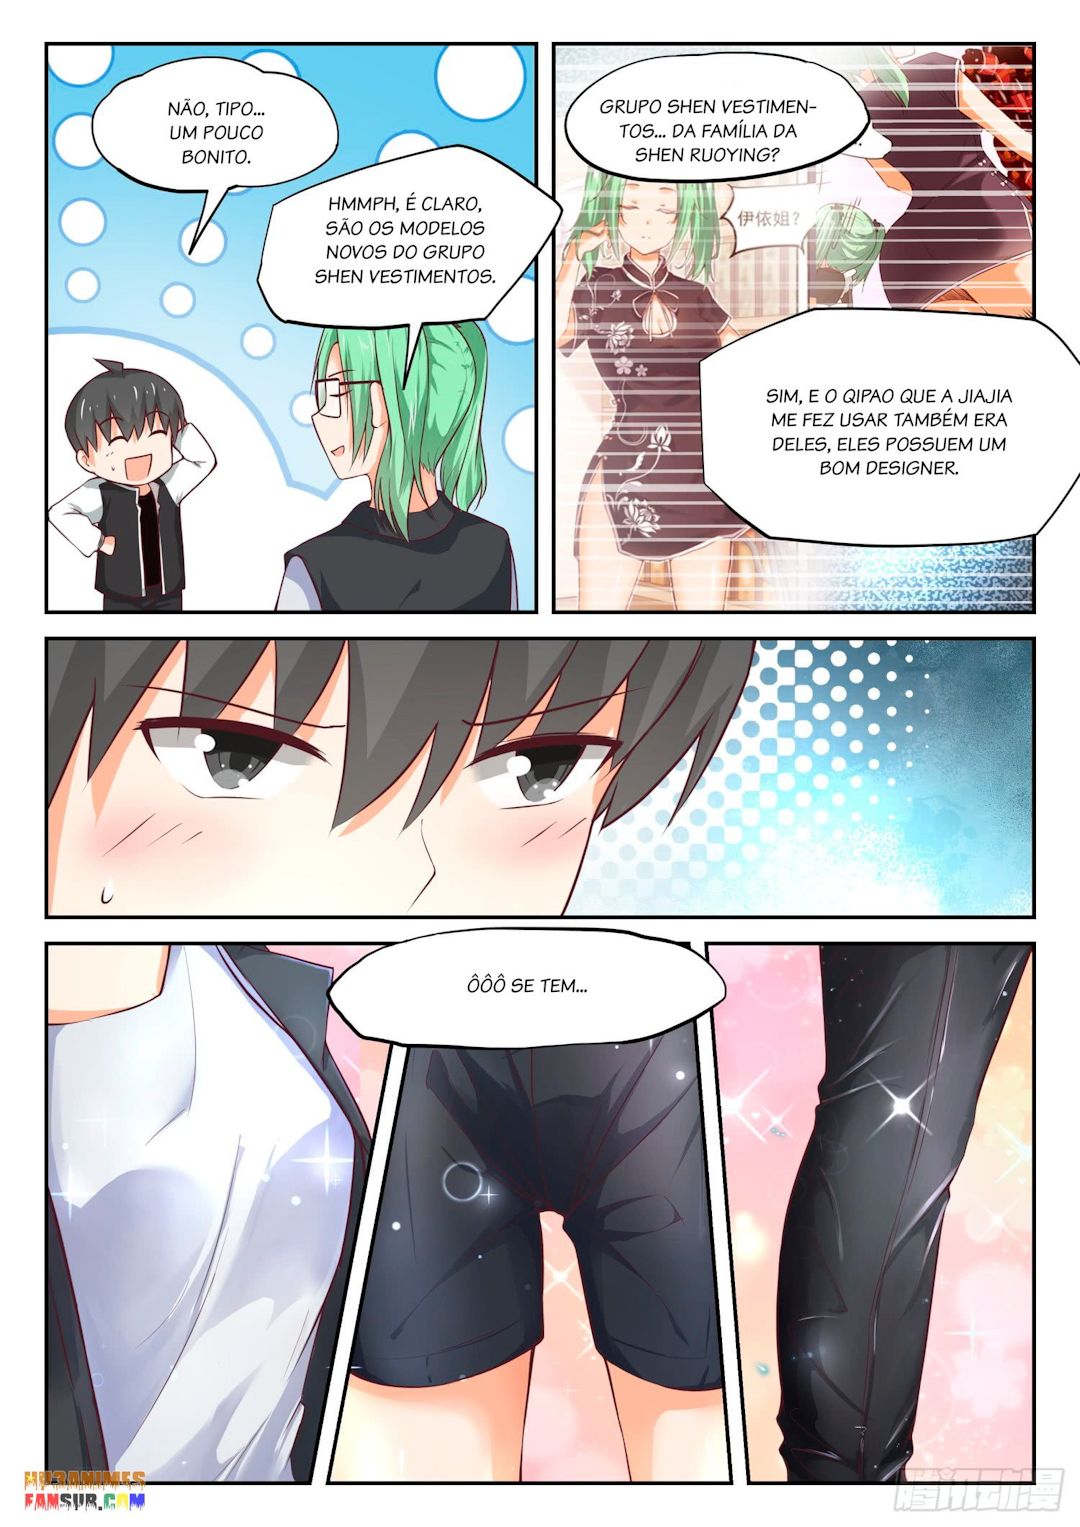 NÃO, TIPO...
UM POUCO
BONITO.
HMMPH, É CLARO,
SÃO OS MODELOS
NOVOS DO GRUPO
SHEN VESTIMENTOS.
GRUPO SHEN VESTIMEN-
TOS... DA FAMÍLIA DA
SHEN RUOYING?
伊依姐?
SIM, E O QIPAO QUE A JIAJIA
ME FEZ USAR TAMBÉM ERA
DELES, ELES POSSUEM UM
BOM DESIGNER.
ÔÔÔ SE TEM...
HU3ANIMES
FANSUB.COM
腾讯动漫